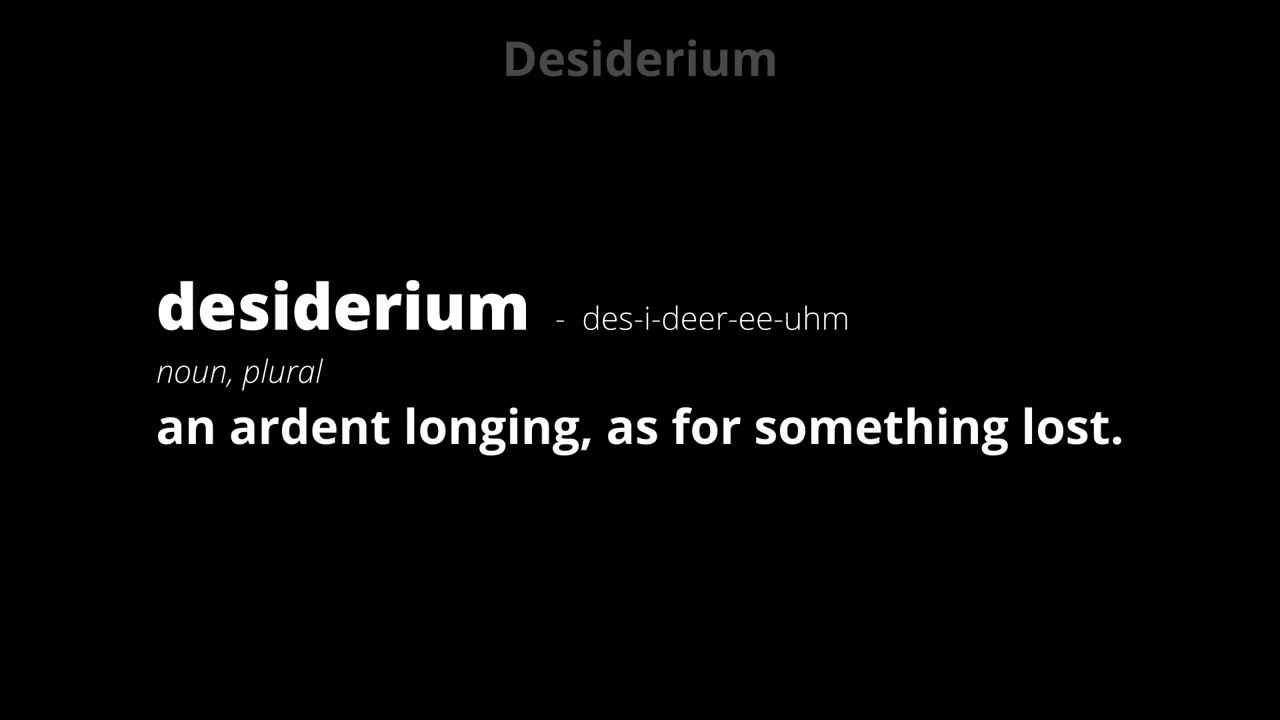 Desiderium
desiderium - des-i-deer-ee-uhm
noun, plural
an ardent longing, as for something lost.